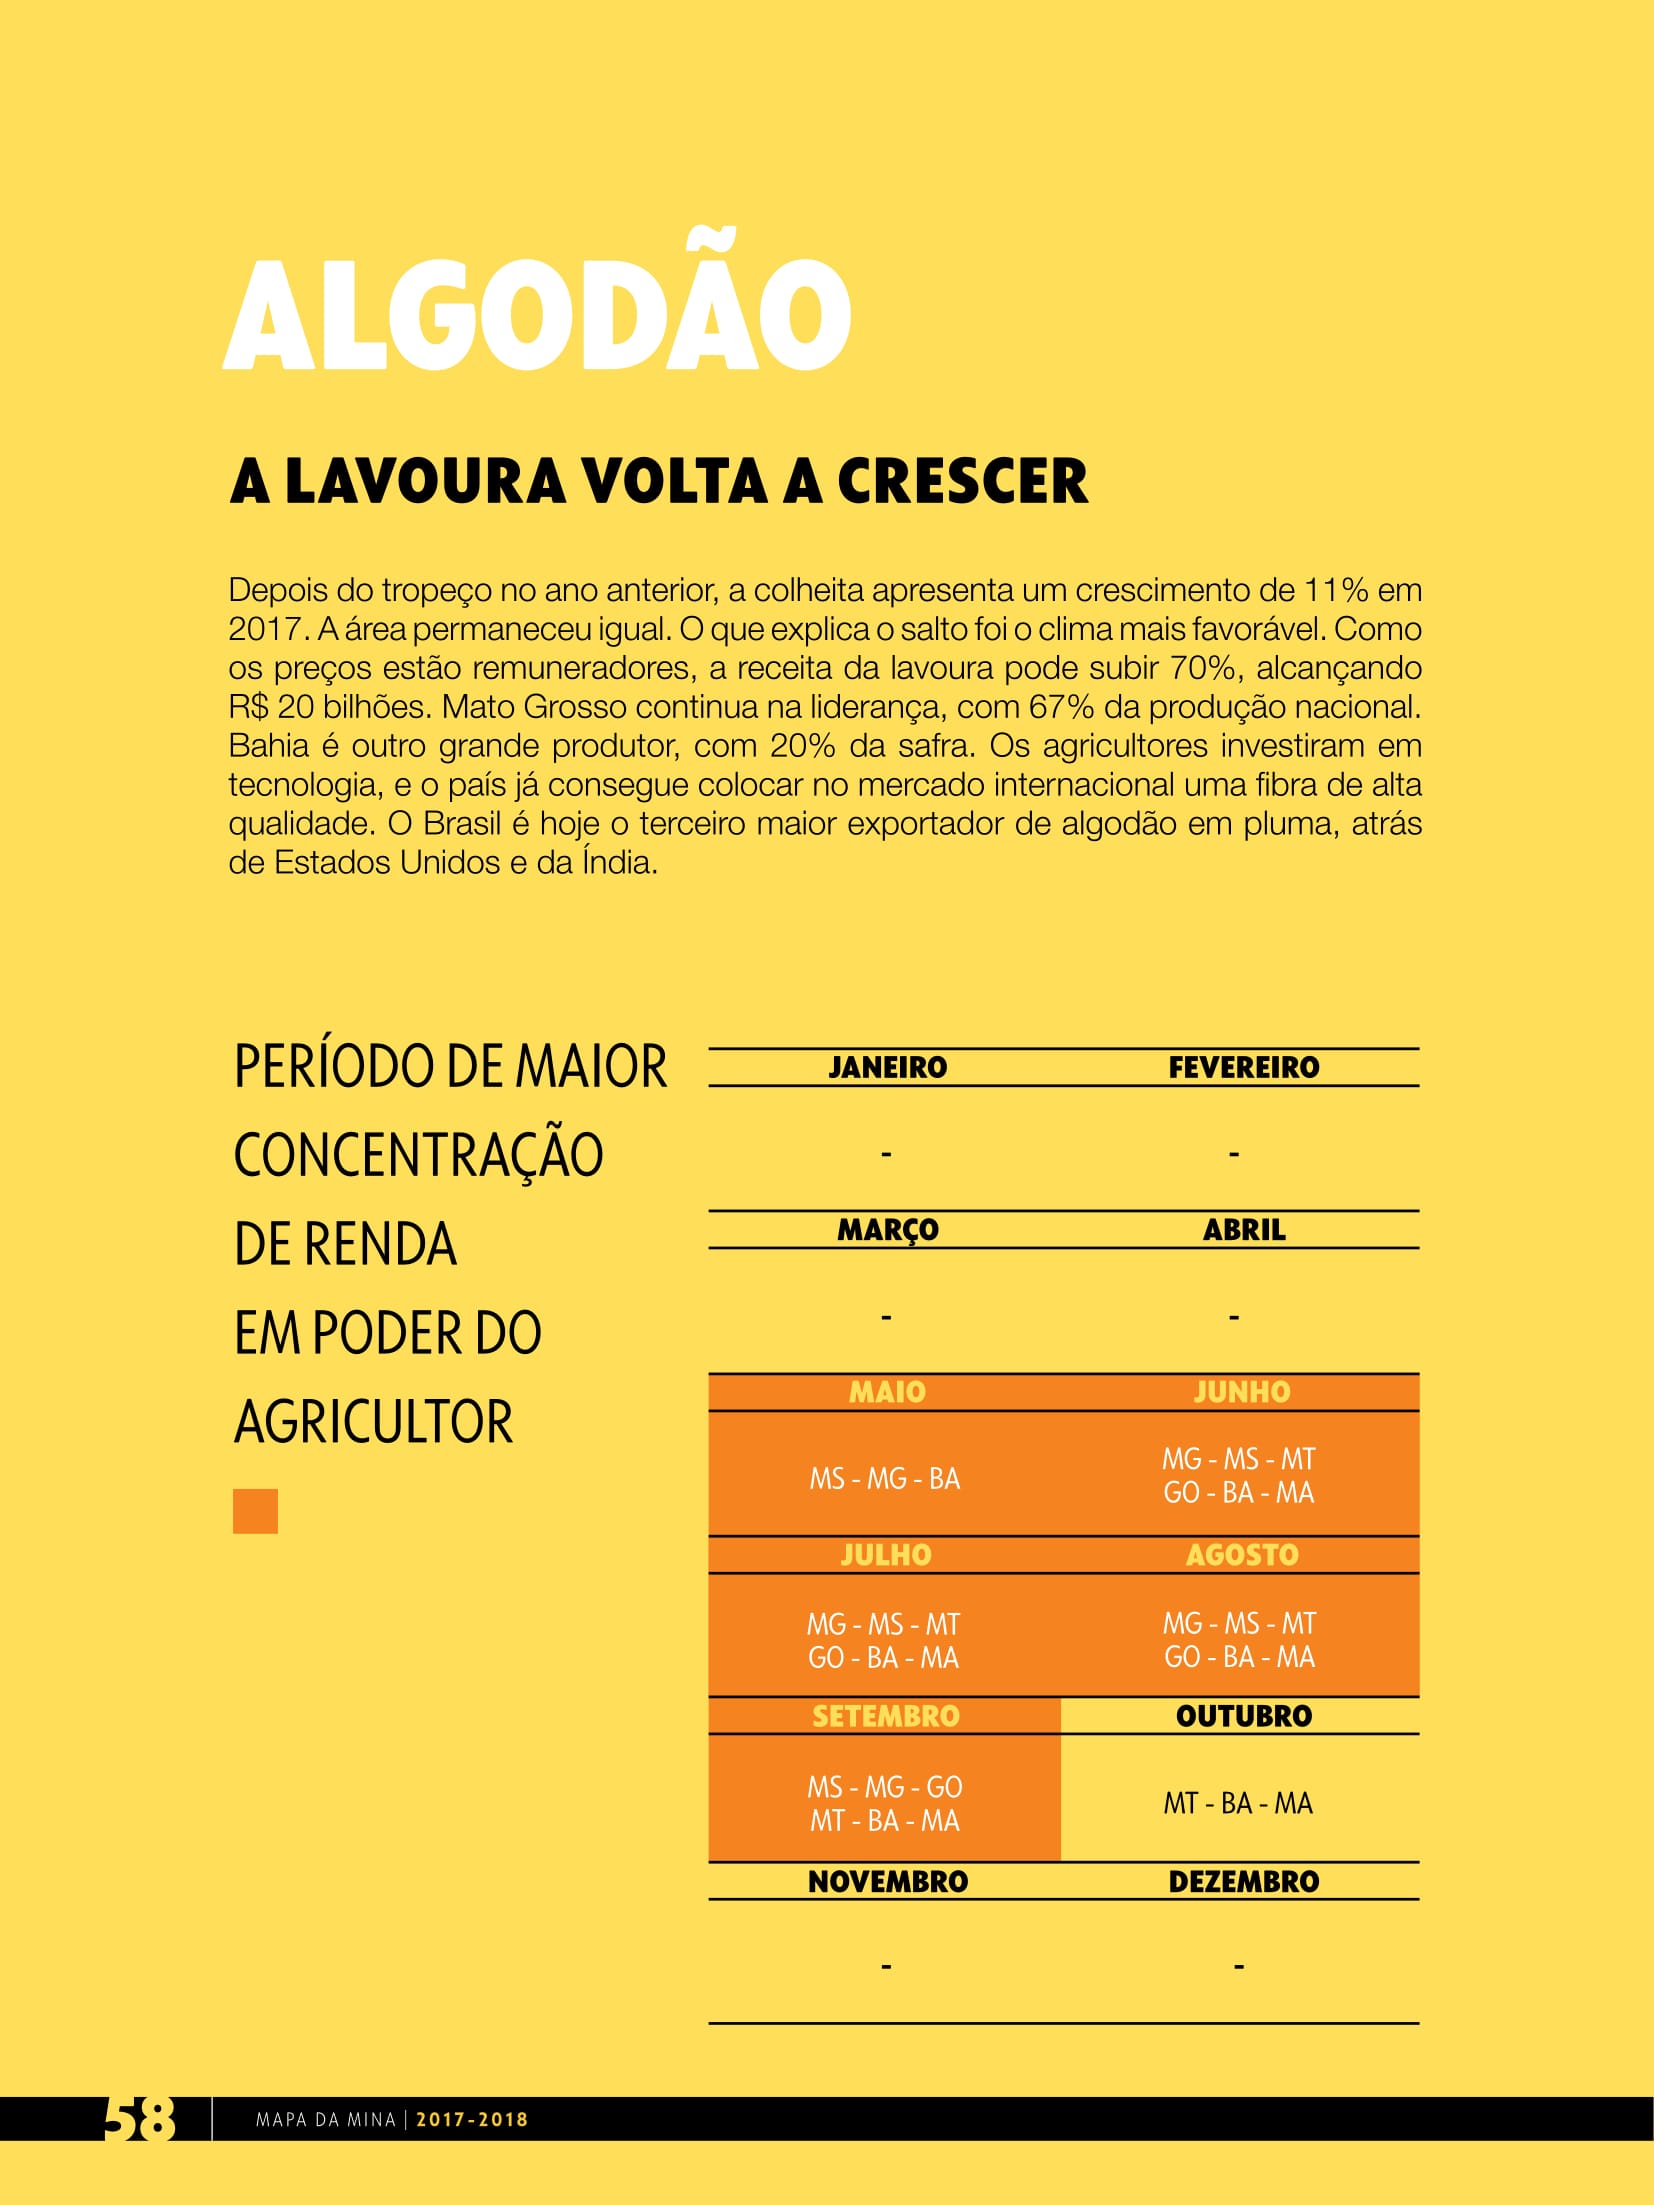 ALGODÃO
A LAVOURA VOLTA A CRESCER
Depois do tropeço no ano anterior, a colheita apresenta um crescimento de 11% em
2017. A área permaneceu igual. O que explica o salto foi o clima mais favorável. Como
os preços estão remuneradores, a receita da lavoura pode subir 70%, alcançando
R$ 20 bilhões. Mato Grosso continua na liderança, com 67% da produção nacional.
Bahia é outro grande produtor, com 20% da safra. Os agricultores investiram em
tecnologia, e o país já consegue colocar no mercado internacional uma fibra de alta
qualidade. O Brasil é hoje o terceiro maior exportador de algodão em pluma, atrás
de Estados Unidos e da Índia.
PERÍODO DE MAIOR
CONCENTRAÇÃO
DE RENDA
EM PODER DO
AGRICULTOR
JANEIRO FEVEREIRO
- -
MARÇO ABRIL
- -
MAIO JUNHO
MS - MG - BA
MG - MS - MT
GO - BA - MA
JULHO AGOSTO
MG - MS - MT
GO - BA - MA
MG - MS - MT
GO - BA - MA
SETEMBRO OUTUBRO
MS - MG - GO
MT - BA - MA
MT - BA - MA
NOVEMBRO DEZEMBRO
- -
58 MAPA DA MINA | 2017-2018